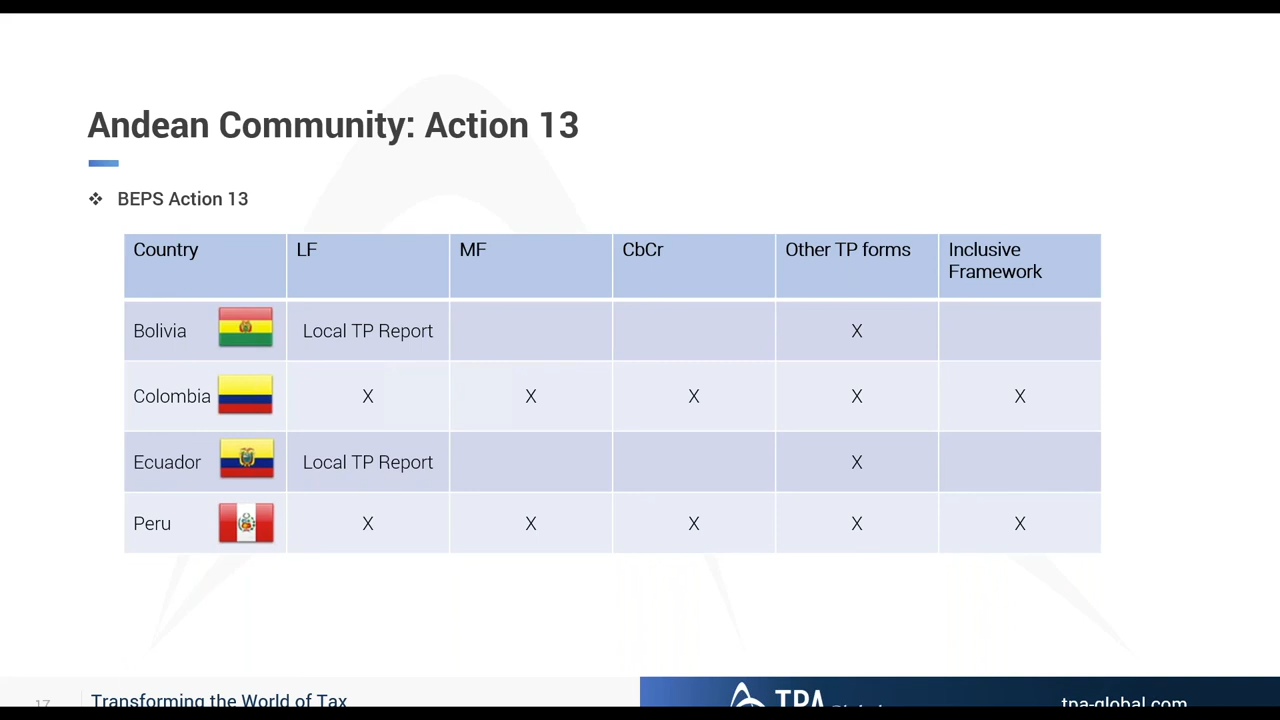 Andean Community: Action 13
❖ BEPS Action 13
Country LF MF CbCr Other TP forms Inclusive Framework
Bolivia Local TP Report X
Colombia X X X X X
Ecuador Local TP Report X
Peru X X X X X
17 Transforming the World of Tax TPA Global tpa-global.com